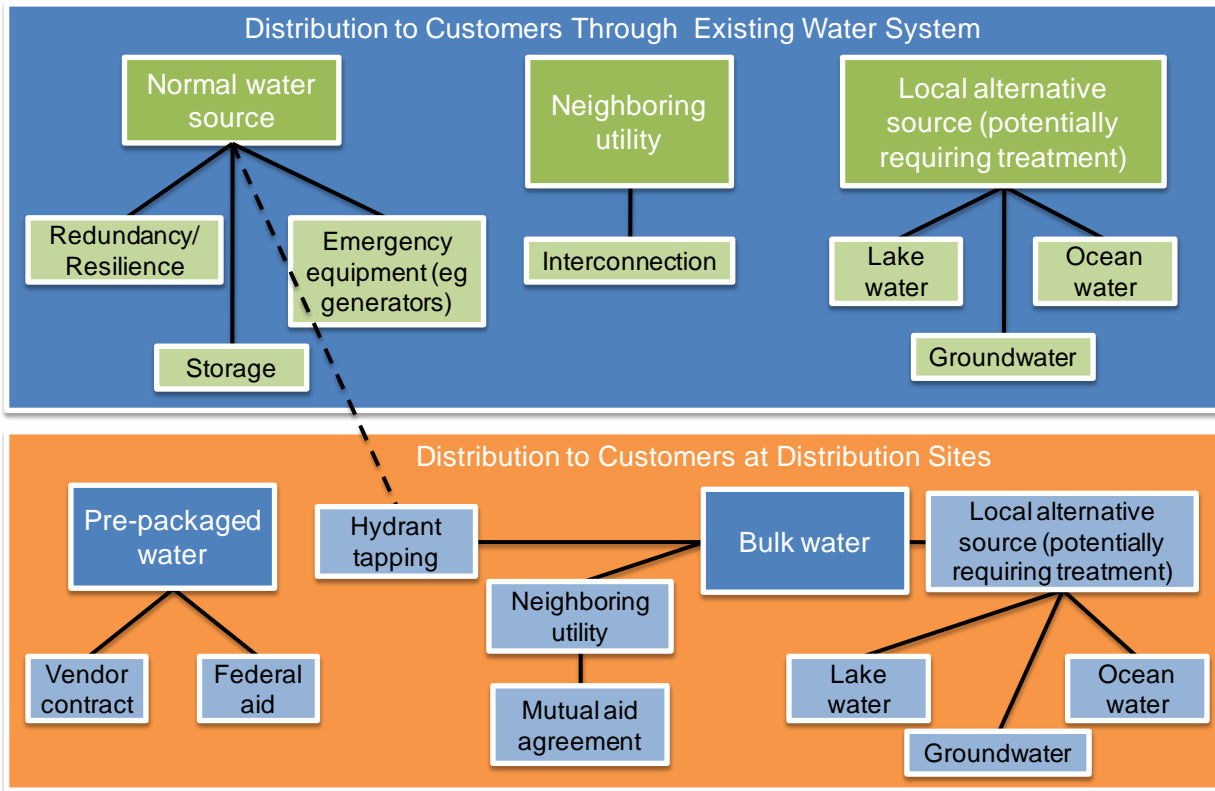 Distribution to Customers Through Existing Water System
Normal water
source
Neighboring
utility
Local alternative
source (potentially
requiring treatment)
Redundancy/
Resilience
Emergency
equipment (eg
generators)
Storage
Interconnection
Lake
water
Ocean
water
Groundwater
Distribution to Customers at Distribution Sites
Pre-packaged
water
Hydrant
tapping
Bulk water
Local alternative
source (potentially
requiring treatment)
Neighboring
utility
Vendor
contract
Federal
aid
Mutual aid
agreement
Lake
water
Ocean
water
Groundwater